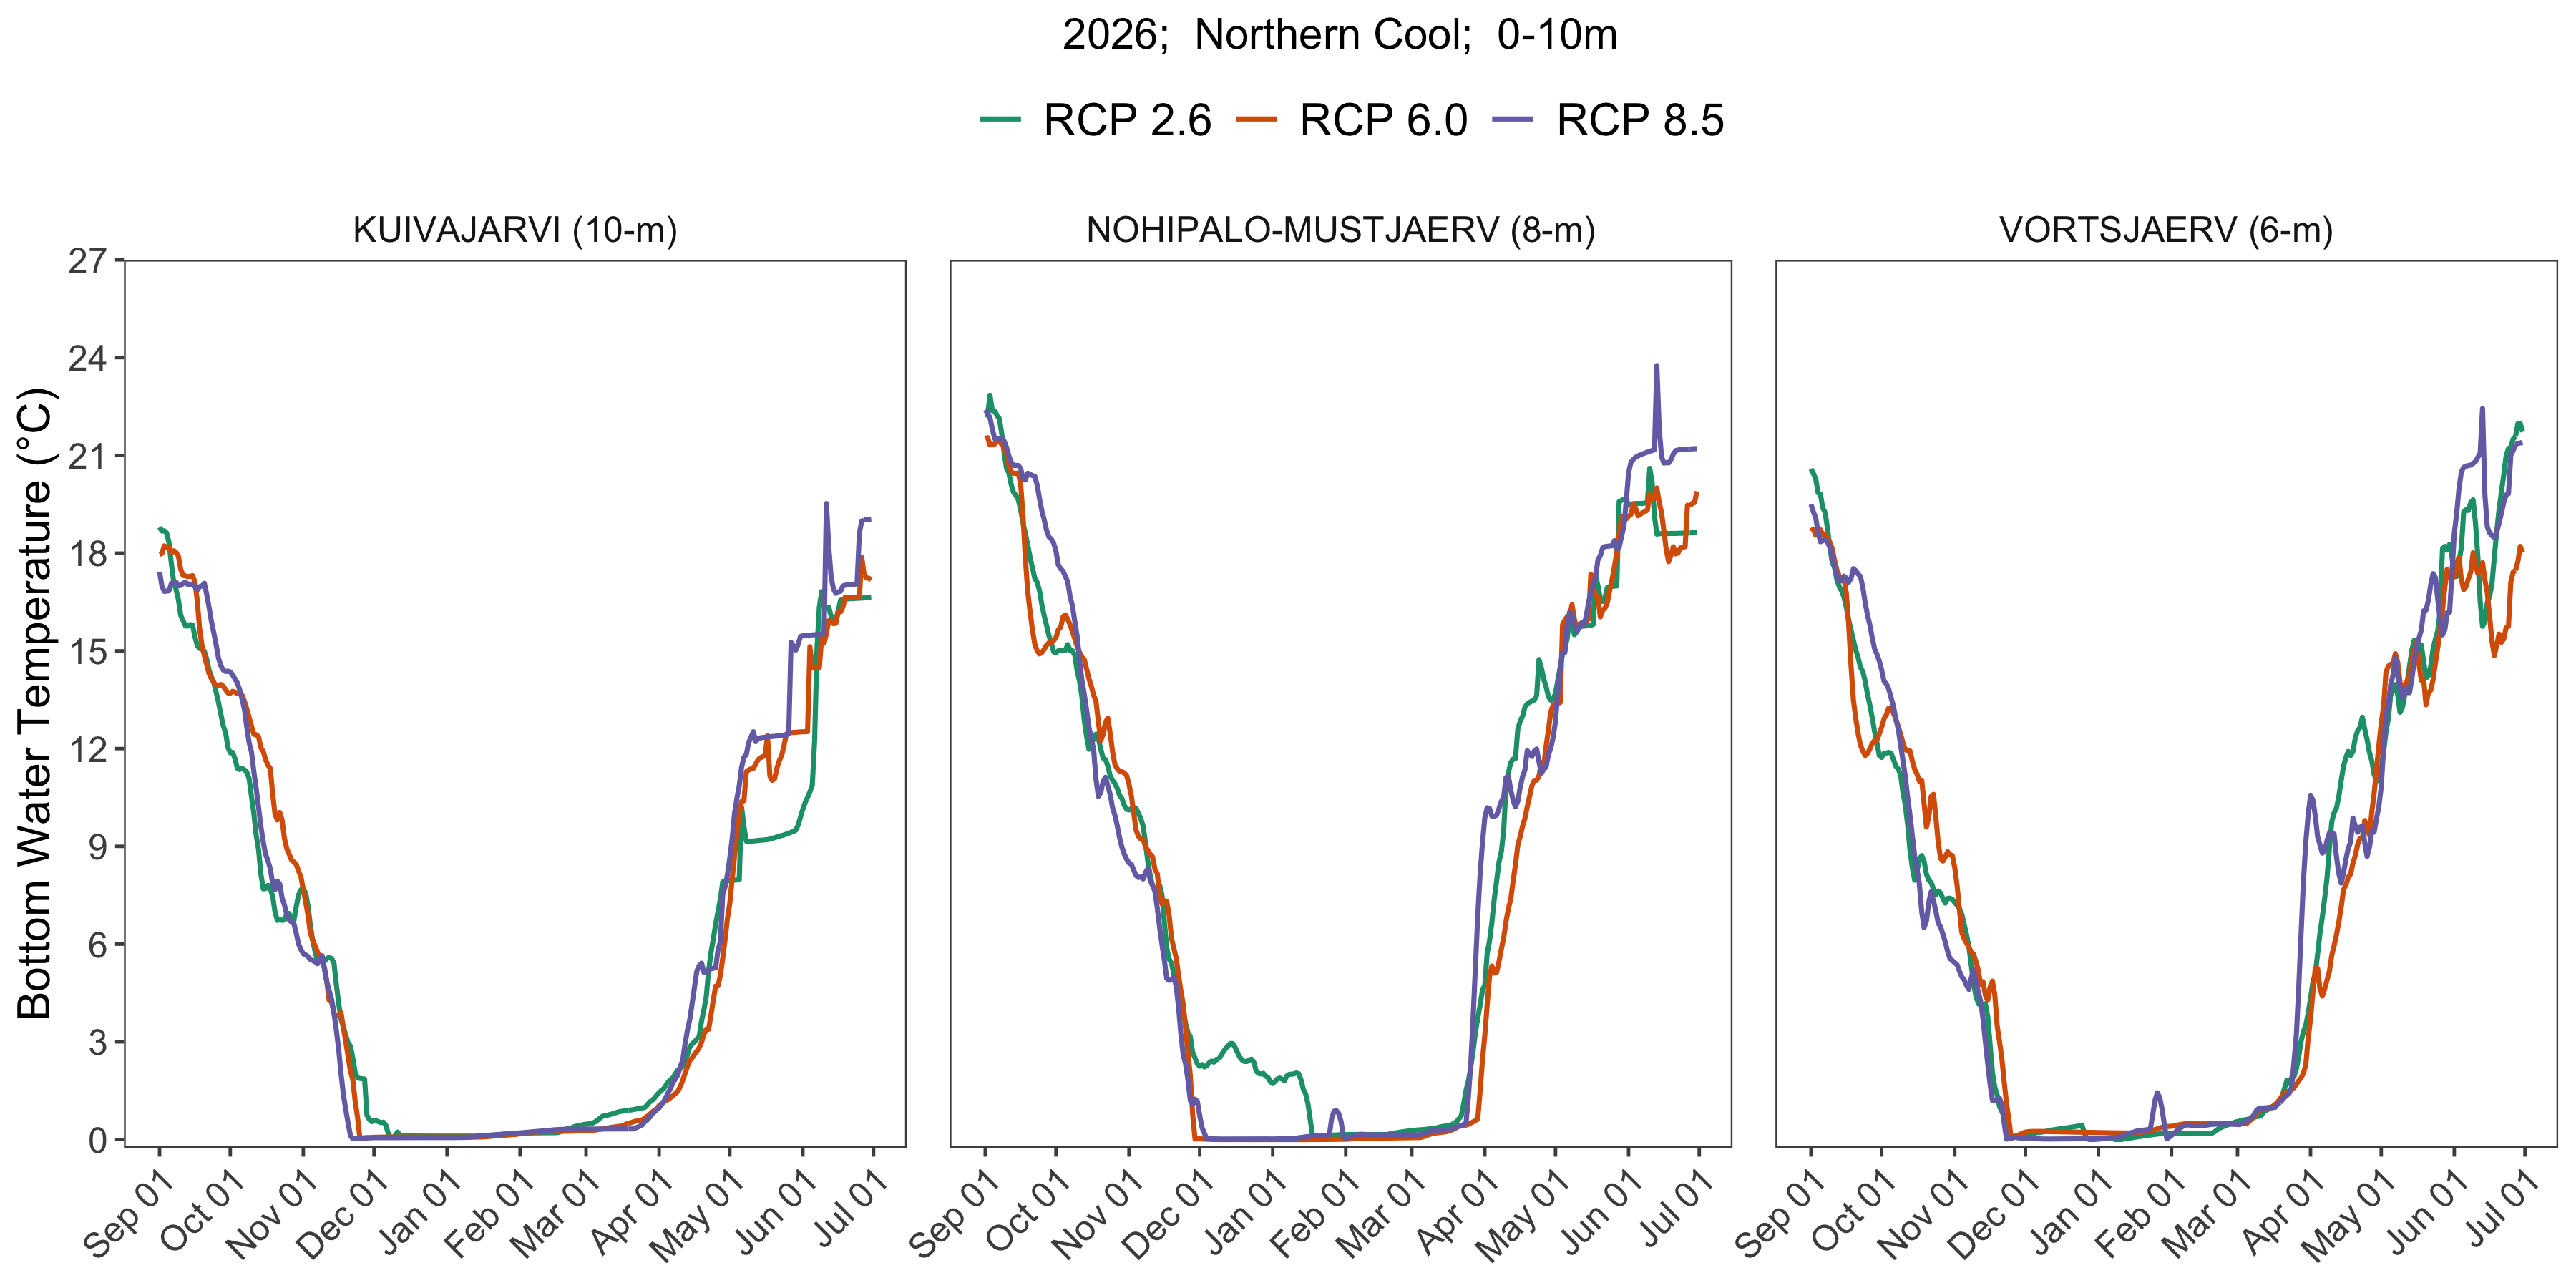 2026;  Northern Cool;  0-10m
RCP 2.6 RCP 6.0 RCP 8.5
KUIVAJARVI (10-m) NOHIPALO-MUSTJAERV (8-m) VORTSJAERV (6-m)
Bottom Water Temperature (°C)
27
24
21
18
15
12
9
6
3
0
Sep 01 Oct 01 Nov 01 Dec 01 Jan 01 Feb 01 Mar 01 Apr 01 May 01 Jun 01 Jul 01 Sep 01 Oct 01 Nov 01 Dec 01 Jan 01 Feb 01 Mar 01 Apr 01 May 01 Jun 01 Jul 01 Sep 01 Oct 01 Nov 01 Dec 01 Jan 01 Feb 01 Mar 01 Apr 01 May 01 Jun 01 Jul 01